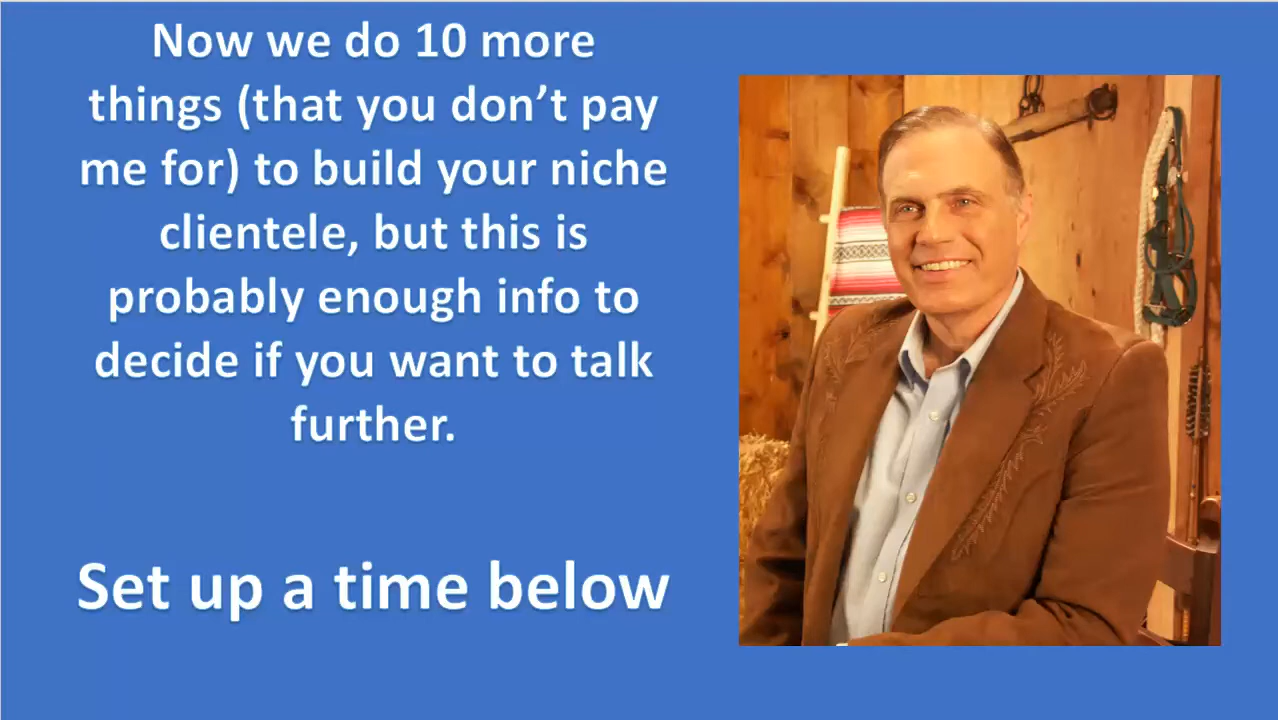 Now we do 10 more
things (that you don’t pay
me for) to build your niche
clientele, but this is
probably enough info to
decide if you want to talk
further.
Set up a time below